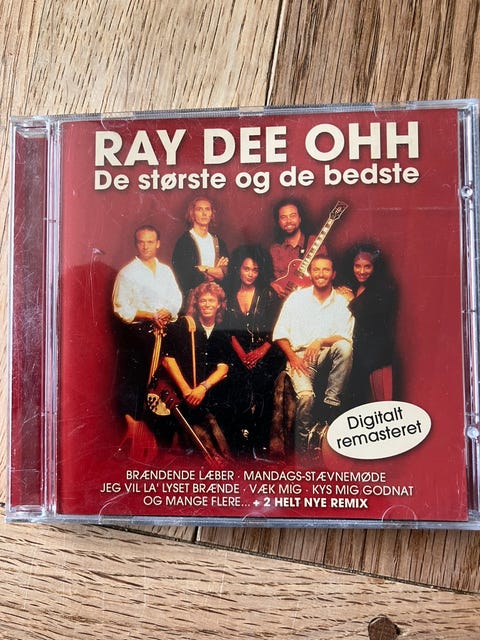 RAY DEE OHH
De største og de bedste
Digitalt
remasteret
BRÆNDENDE LÆBER · MANDAGS-STÆVNEMØDE
JEG VIL LA' LYSET BRÆNDE · VÆK MIG · KYS MIG GODNAT
OG MANGE FLERE... + 2 HELT NYE REMIX